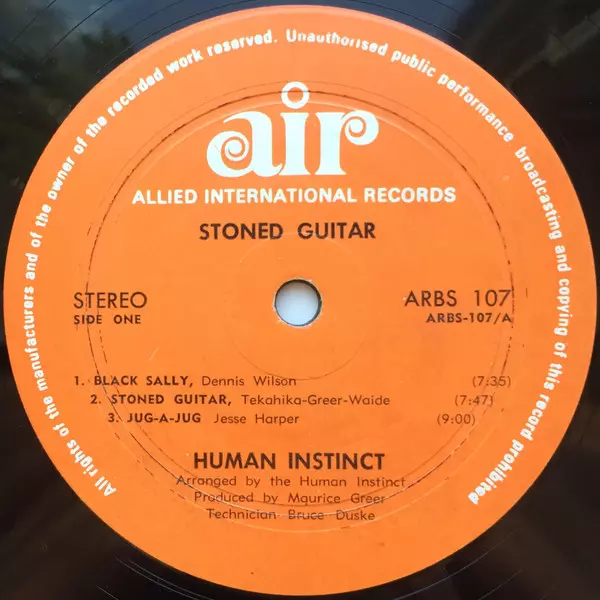 All rights of the manufacturers and of the owner of the recorded work reserved. Unauthorised public performance broadcasting and copying of this record prohibited
air
ALLIED INTERNATIONAL RECORDS
STONED GUITAR
STEREO
SIDE ONE
ARBS 107
ARBS-107/A
1. BLACK SALLY, Dennis Wilson (7:35)
2. STONED GUITAR, Tekahika-Greer-Waide (7:47)
3. JUG-A-JUG Jesse Harper (9:00)
HUMAN INSTINCT
Arranged by the Human Instinct
Produced by Maurice Greer
Technician Bruce Duske